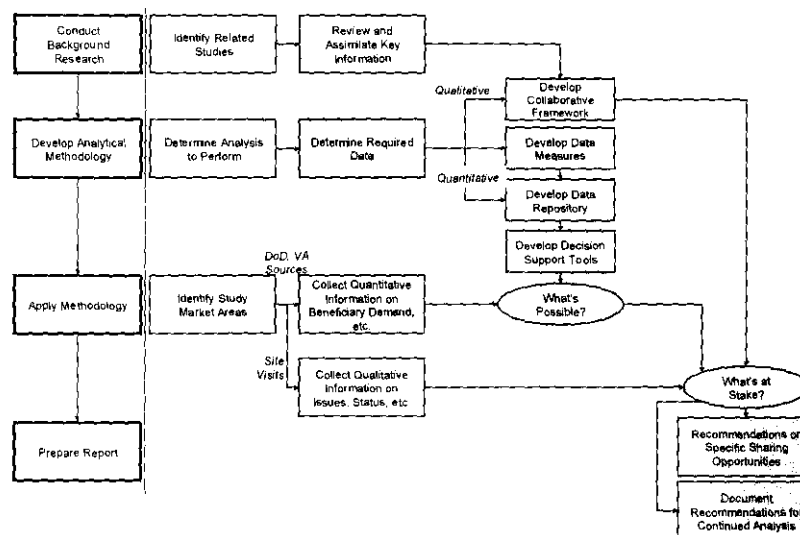 Conduct
Background
Research
Identify Related
Studies
Review and
Assimilate Key
Information
Qualitative
Develop
Collaborative
Framework
Develop Analytical
Methodology
Determine Analysis
to Perform
Determine Required
Data
Develop Data
Measures
Quantitative
Develop Data
Repository
Develop Decision
Support Tools
DoD, VA
Sources
Apply Methodology
Identify Study
Market Areas
Collect Quantitative
Information on
Beneficiary Demand,
etc.
What's
Possible?
Site
Visits
Collect Qualitative
Information on
Issues, Status, etc
What's at
Stake?
Prepare Report
Recommendations on
Specific Sharing
Opportunities
Document
Recommendations for
Continued Analysis